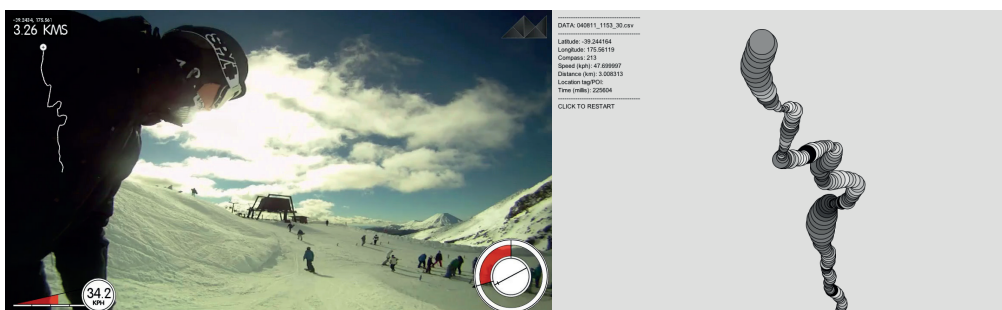 -39.2434, 175.561
3.26 KMS
34.2
KPH
DATA: 040811_1153_30.csv
Latitude: -39.244164
Longitude: 175.56119
Compass: 213
Speed (kph): 47.699997
Distance (km): 3.008313
Location tag/POI:
Time (millis): 225604
CLICK TO RESTART